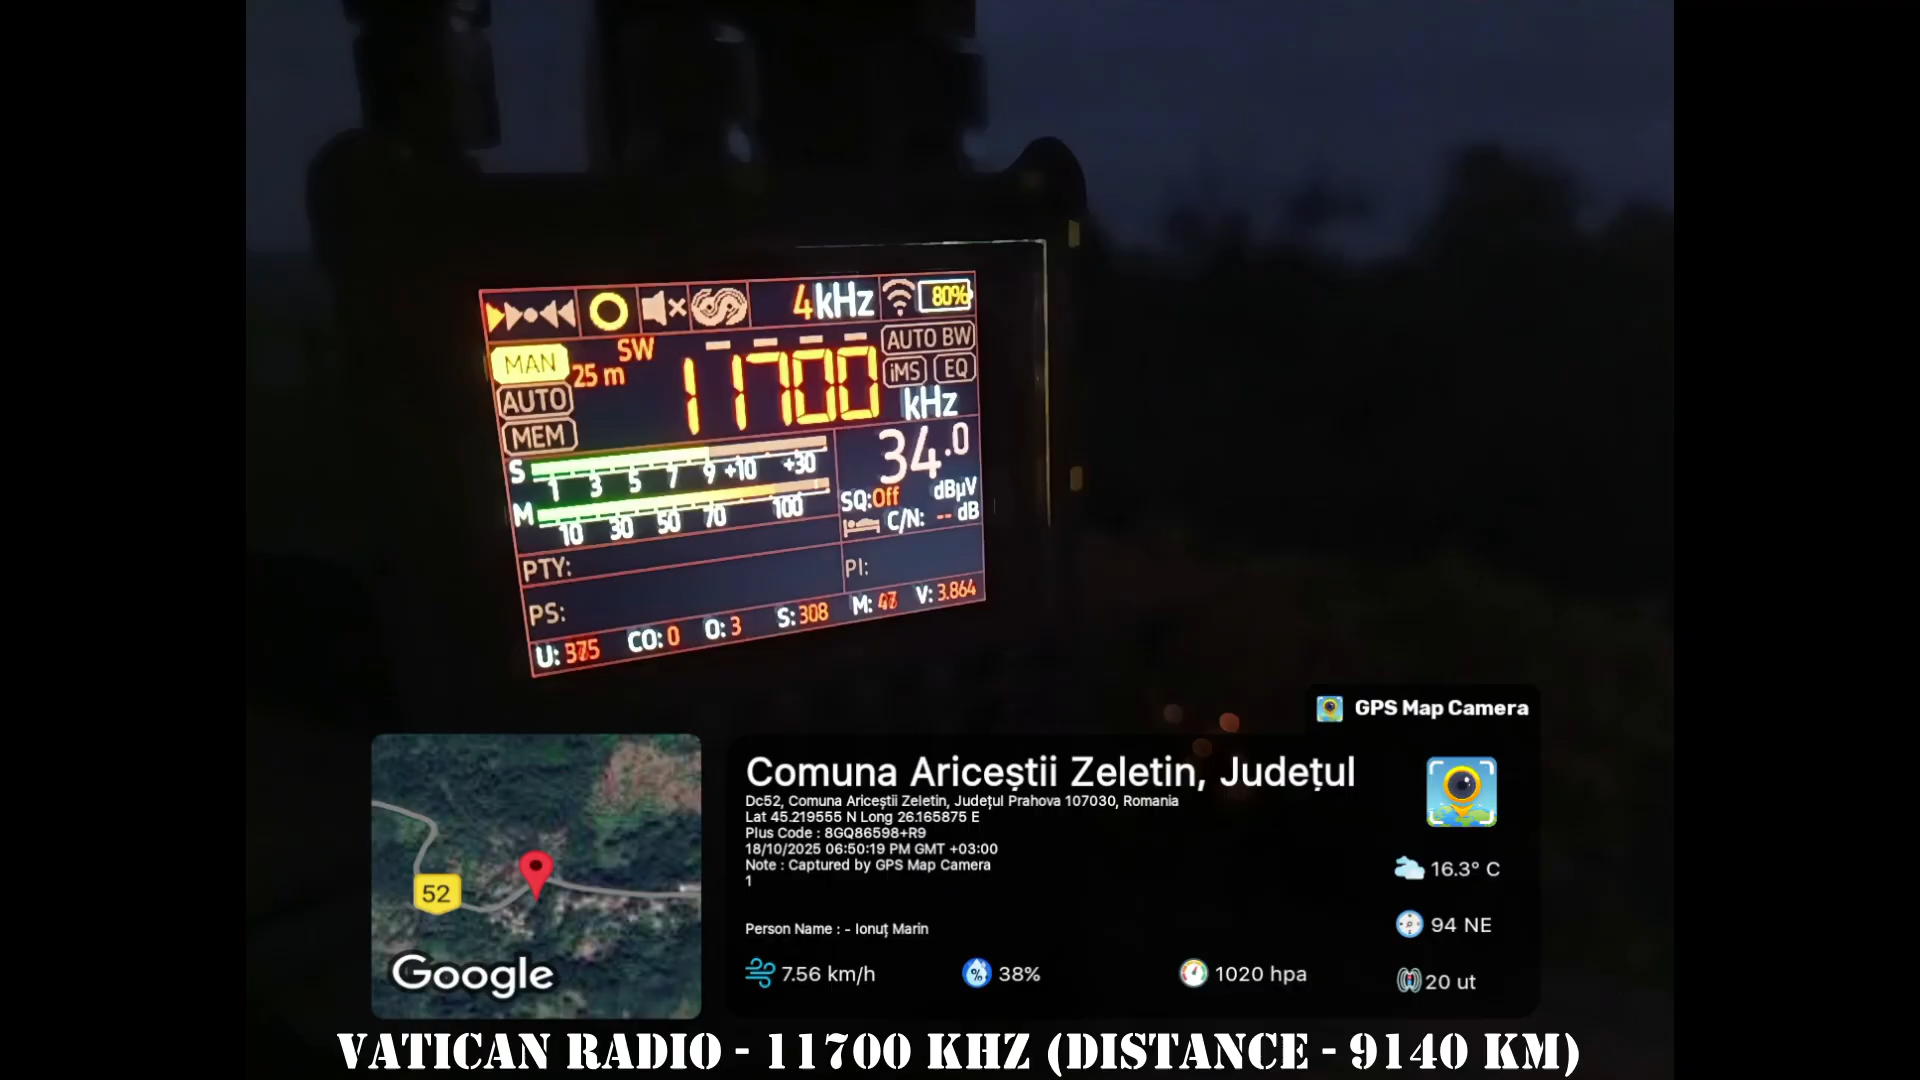 4kHz
80%
MAN
SW
25 m
11700
AUTO BW
iMS
EQ
kHz
AUTO
MEM
S
1 3 5 7 9 +10 +30
34.0
dBµV
M
10 30 50 70 100
SQ:Off
C/N: -- dB
PTY:
PI:
PS:
U: CO: 0 O: 3 S: 308 M: V: 3.864
GPS Map Camera
Comuna Ariceștii Zeletin, Județul
Dc52, Comuna Ariceștii Zeletin, Județul Prahova 107030, Romania
Lat 45.219555 N Long 26.165875 E
Plus Code : 8GQ86598+R9
18/10/2025 06:50:19 PM GMT +03:00
Note : Captured by GPS Map Camera
1
Person Name : - Ionuț Marin
52
Google
16.3° C
94 NE
7.56 km/h
38%
1020 hpa
20 ut
VATICAN RADIO - 11700 KHZ (DISTANCE - 9140 KM)